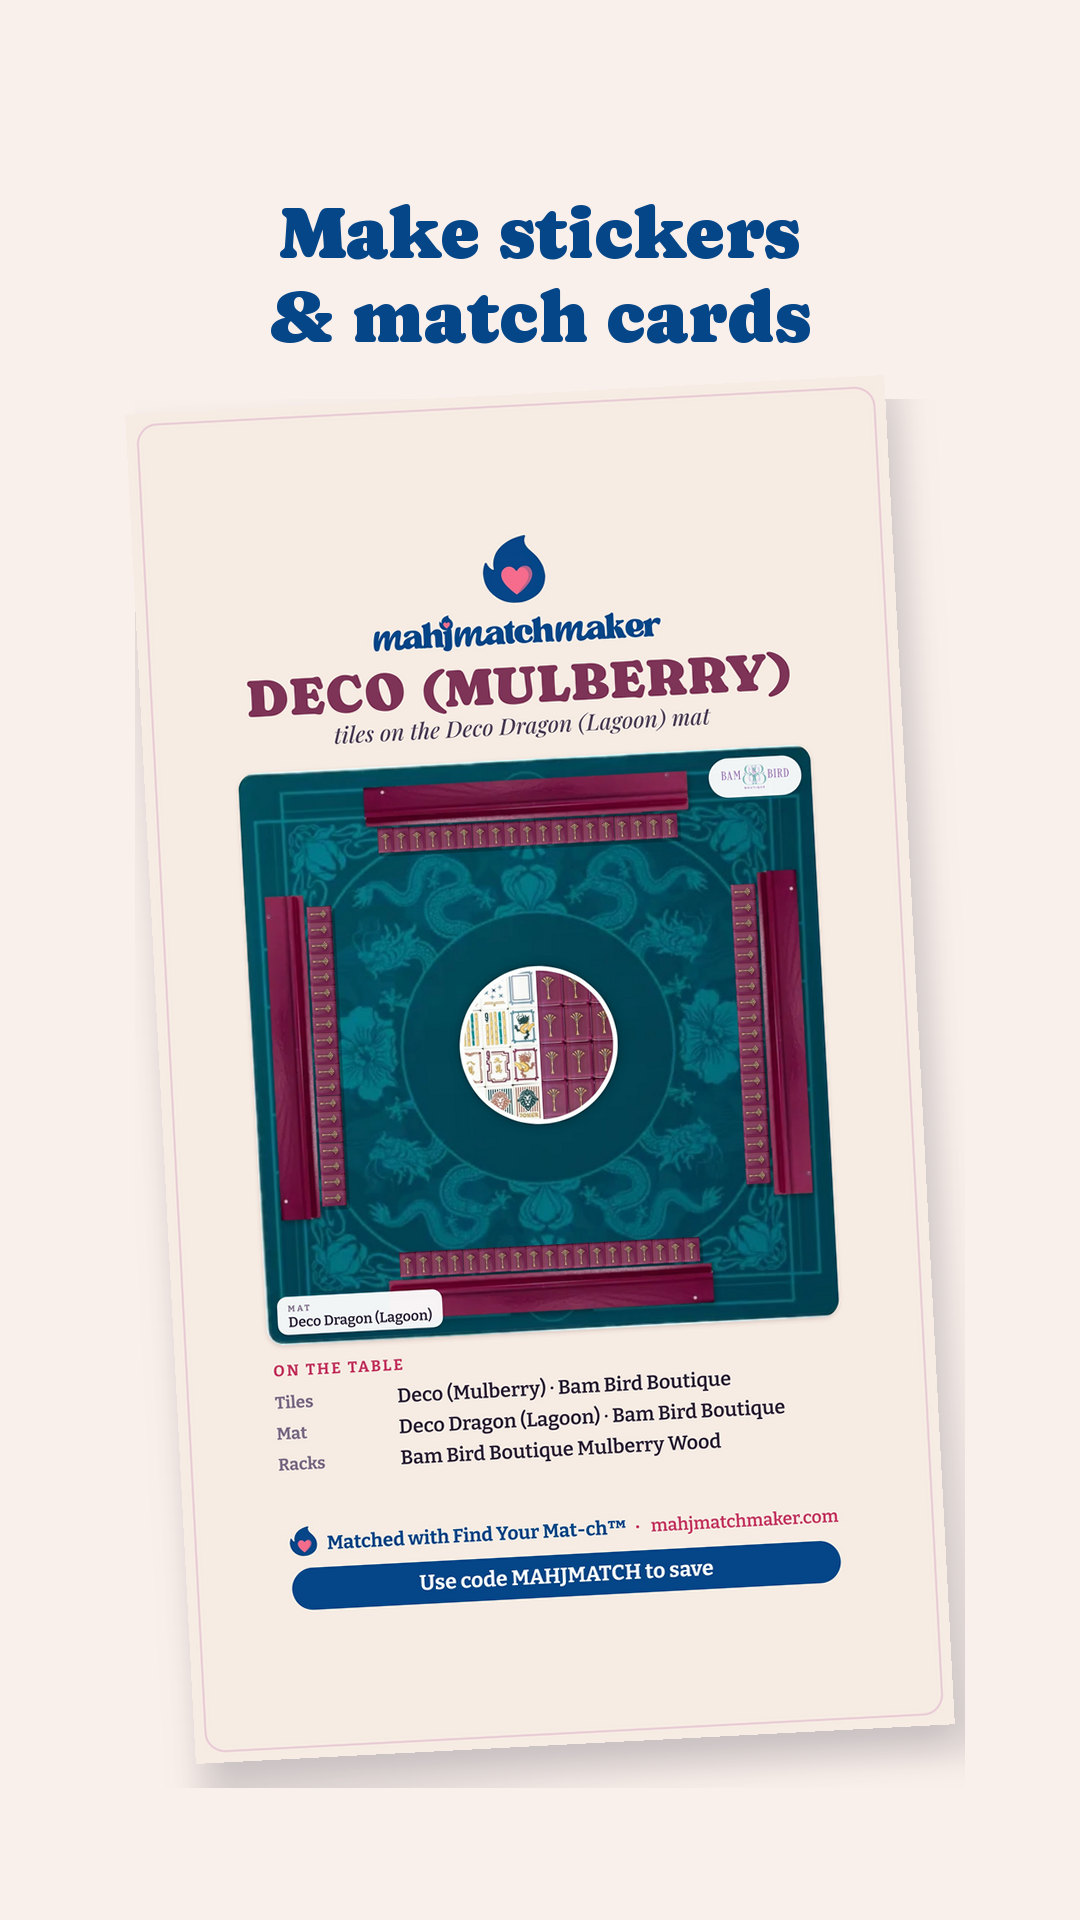 Make stickers
& match cards
mahjmatchmaker
DECO (MULBERRY)
tiles on the Deco Dragon (Lagoon) mat
BAM BIRD
BOUTIQUE
MAT
Deco Dragon (Lagoon)
ON THE TABLE
Tiles Deco (Mulberry) · Bam Bird Boutique
Mat Deco Dragon (Lagoon) · Bam Bird Boutique
Racks Bam Bird Boutique Mulberry Wood
Matched with Find Your Mat-ch™ · mahjmatchmaker.com
Use code MAHJMATCH to save